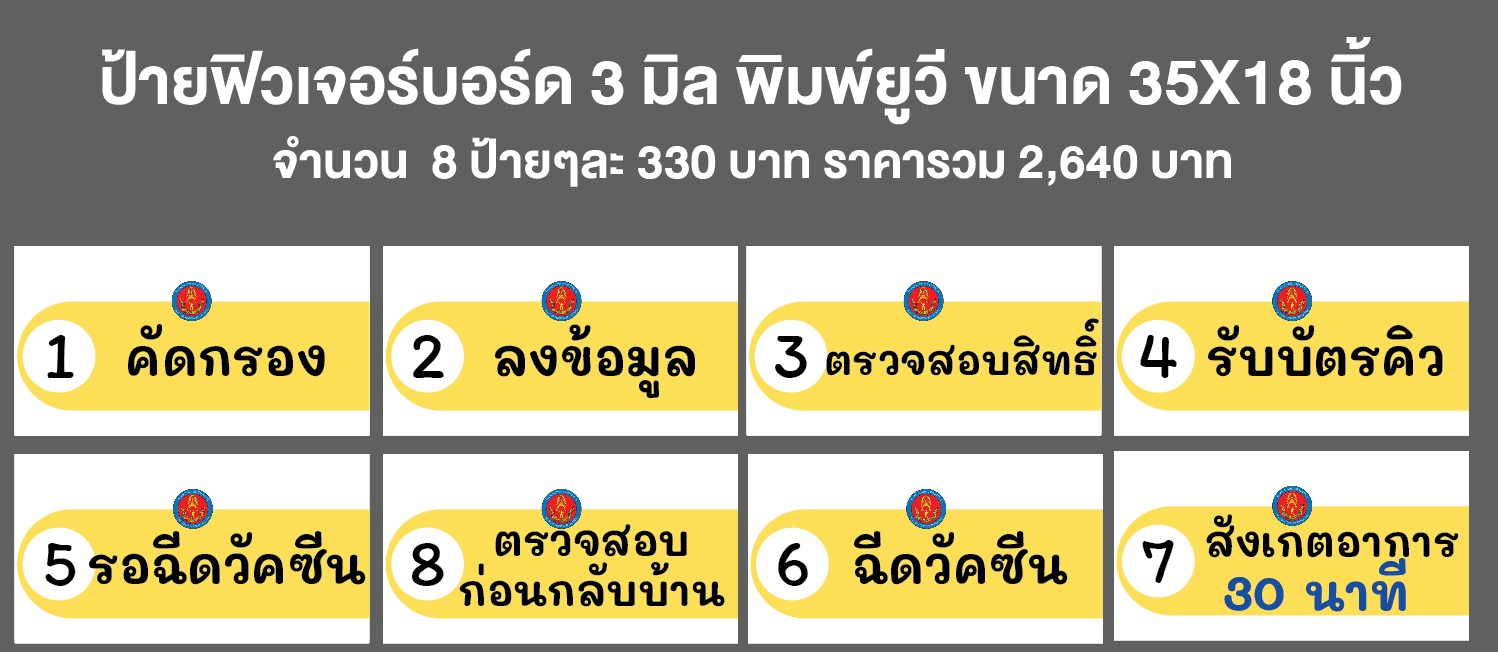 ป้ายฟิวเจอร์บอร์ด 3 มิล พิมพ์ยูวี ขนาด 35X18 นิ้ว
จำนวน 8 ป้ายๆละ 330 บาท ราคารวม 2,640 บาท
1 คัดกรอง
2 ลงข้อมูล
3 ตรวจสอบสิทธิ์
4 รับบัตรคิว
5 รอฉีดวัคซีน
8 ตรวจสอบ
ก่อนกลับบ้าน
6 ฉีดวัคซีน
7 สังเกตอาการ
30 นาที